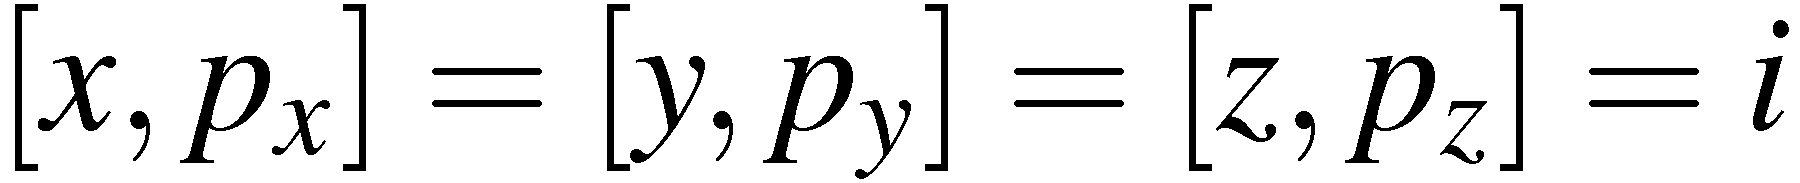 [x, p_x] = [y, p_y] = [z, p_z] = i